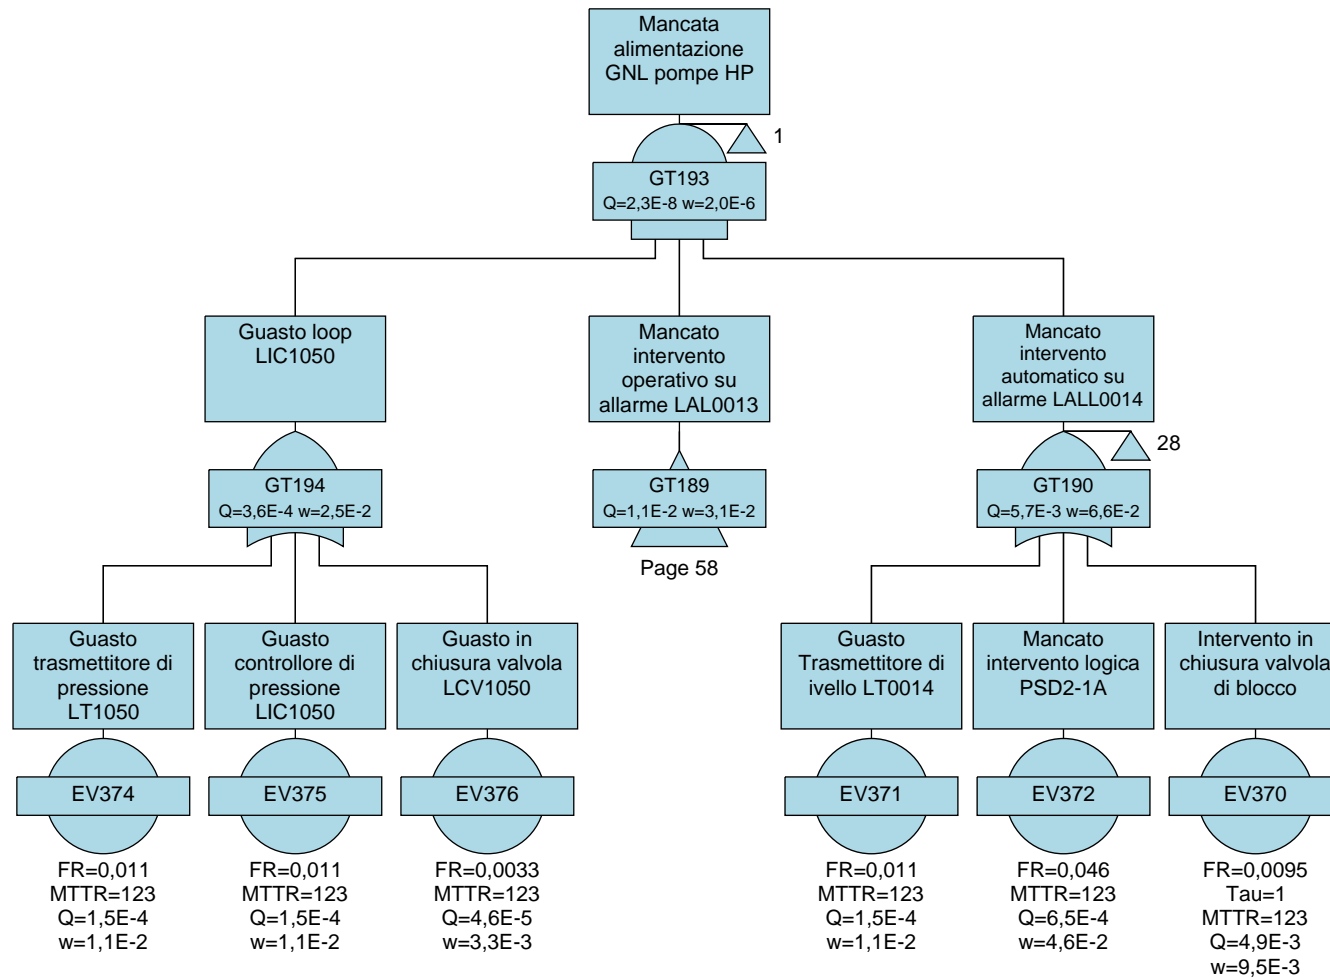 Mancata
alimentazione
GNL pompe HP
1
GT193
Q=2,3E-8 w=2,0E-6
Guasto loop
LIC1050
Mancato
intervento
operativo su
allarme LAL0013
Mancato
intervento
automatico su
allarme LALL0014
28
GT194
Q=3,6E-4 w=2,5E-2
GT189
Q=1,1E-2 w=3,1E-2
Page 58
GT190
Q=5,7E-3 w=6,6E-2
Guasto
trasmettitore di
pressione
LT1050
Guasto
controllore di
pressione
LIC1050
Guasto in
chiusura valvola
LCV1050
Guasto
Trasmettitore di
ivello LT0014
Mancato
intervento logica
PSD2-1A
Intervento in
chiusura valvola
di blocco
EV374
FR=0,011
MTTR=123
Q=1,5E-4
w=1,1E-2
EV375
FR=0,011
MTTR=123
Q=1,5E-4
w=1,1E-2
EV376
FR=0,0033
MTTR=123
Q=4,6E-5
w=3,3E-3
EV371
FR=0,011
MTTR=123
Q=1,5E-4
w=1,1E-2
EV372
FR=0,046
MTTR=123
Q=6,5E-4
w=4,6E-2
EV370
FR=0,0095
Tau=1
MTTR=123
Q=4,9E-3
w=9,5E-3